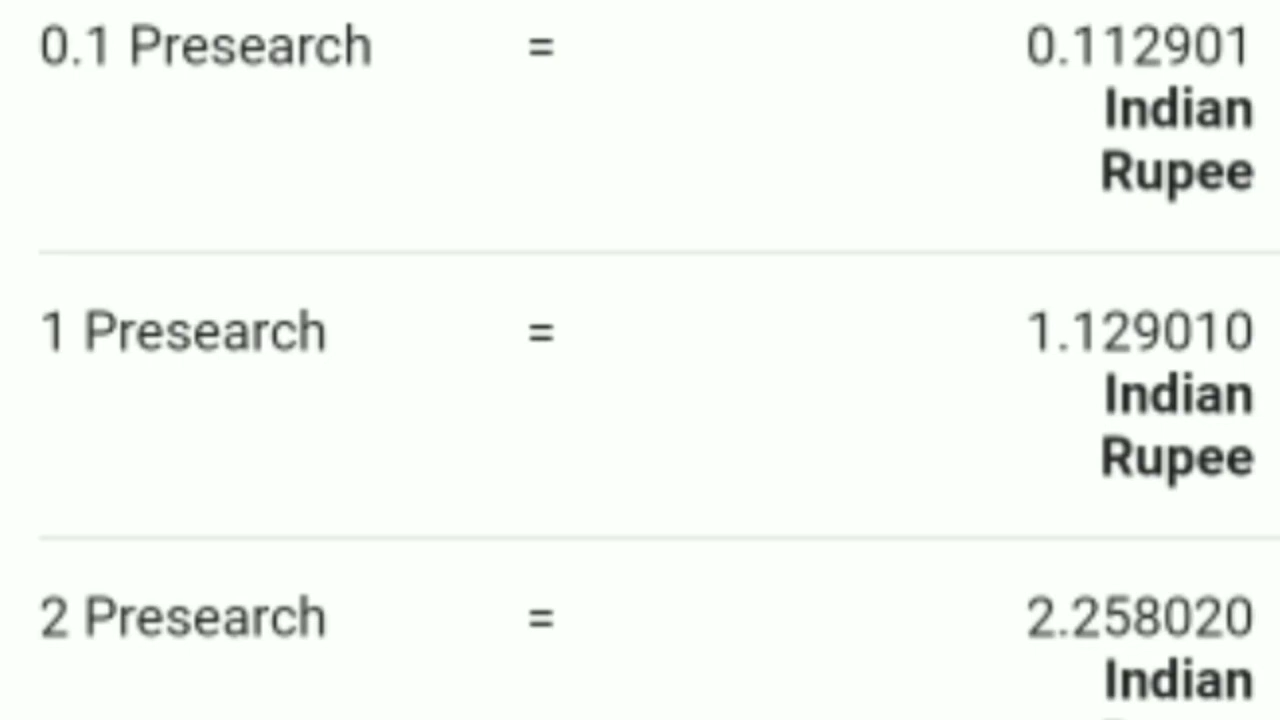 0.1 Presearch = 0.112901
Indian
Rupee
1 Presearch = 1.129010
Indian
Rupee
2 Presearch = 2.258020
Indian